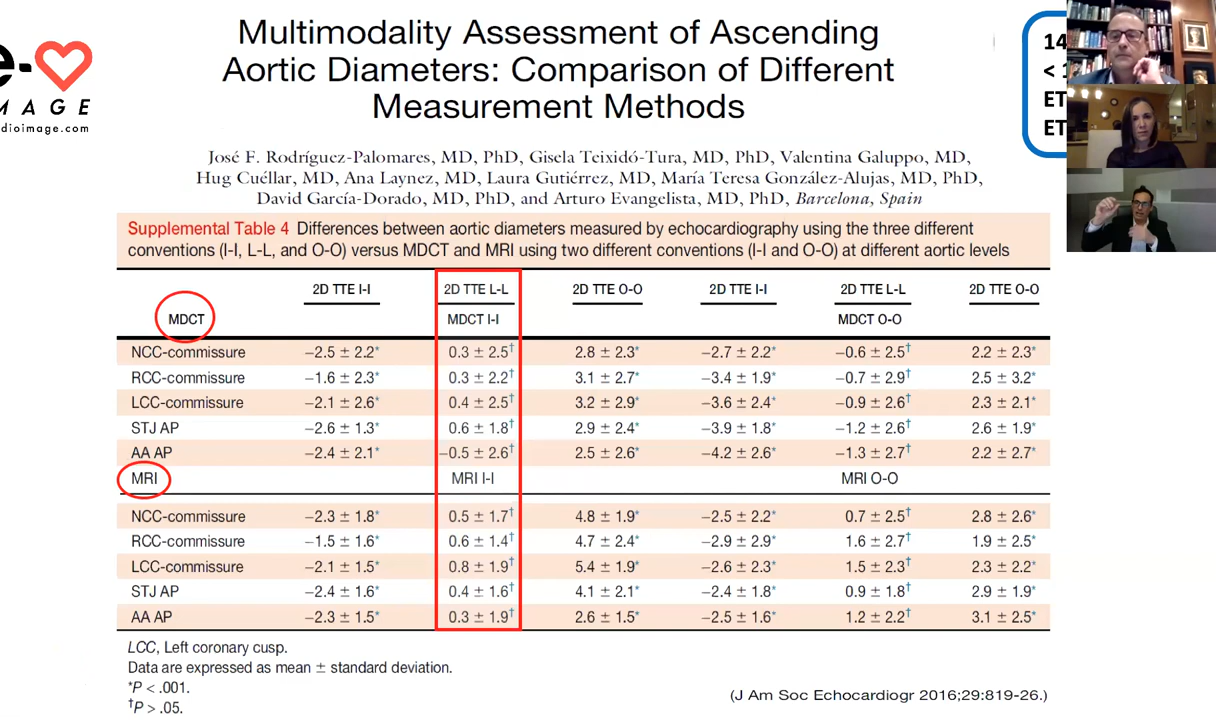 Multimodality Assessment of Ascending
Aortic Diameters: Comparison of Different
Measurement Methods
e-
MAGE
dioimage.com
14
<
ET
ET
José F. Rodríguez-Palomares, MD, PhD, Gisela Teixidó-Tura, MD, PhD, Valentina Galuppo, MD,
Hug Cuéllar, MD, Ana Laynez, MD, Laura Gutiérrez, MD, María Teresa González-Alujas, MD, PhD,
David García-Dorado, MD, PhD, and Arturo Evangelista, MD, PhD, Barcelona, Spain
Supplemental Table 4 Differences between aortic diameters measured by echocardiography using the three different
conventions (I-I, L-L, and O-O) versus MDCT and MRI using two different conventions (I-I and O-O) at different aortic levels
2D TTE I-I 2D TTE L-L 2D TTE O-O 2D TTE I-I 2D TTE L-L 2D TTE O-O
MDCT MDCT I-I MDCT O-O
NCC-commissure −2.5 ± 2.2* 0.3 ± 2.5† 2.8 ± 2.3* −2.7 ± 2.2* −0.6 ± 2.5† 2.2 ± 2.3*
RCC-commissure −1.6 ± 2.3* 0.3 ± 2.2† 3.1 ± 2.7* −3.4 ± 1.9* −0.7 ± 2.9† 2.5 ± 3.2*
LCC-commissure −2.1 ± 2.6* 0.4 ± 2.5† 3.2 ± 2.9* −3.6 ± 2.4* −0.9 ± 2.6† 2.3 ± 2.1*
STJ AP −2.6 ± 1.3* 0.6 ± 1.8† 2.9 ± 2.4* −3.9 ± 1.8* −1.2 ± 2.6† 2.6 ± 1.9*
AA AP −2.4 ± 2.1* −0.5 ± 2.6† 2.5 ± 2.6* −4.2 ± 2.6* −1.3 ± 2.7† 2.2 ± 2.7*
MRI MRI I-I MRI O-O
NCC-commissure −2.3 ± 1.8* 0.5 ± 1.7† 4.8 ± 1.9* −2.5 ± 2.2* 0.7 ± 2.5† 2.8 ± 2.6*
RCC-commissure −1.5 ± 1.6* 0.6 ± 1.4† 4.7 ± 2.4* −2.9 ± 2.9* 1.6 ± 2.7† 1.9 ± 2.5*
LCC-commissure −2.1 ± 1.5* 0.8 ± 1.9† 5.4 ± 1.9* −2.6 ± 2.3* 1.5 ± 2.3† 2.3 ± 2.2*
STJ AP −2.4 ± 1.6* 0.4 ± 1.6† 4.1 ± 2.1* −2.4 ± 1.8* 0.9 ± 1.8† 2.9 ± 1.9*
AA AP −2.3 ± 1.5* 0.3 ± 1.9† 2.6 ± 1.5* −2.5 ± 1.6* 1.2 ± 2.2† 3.1 ± 2.5*
LCC, Left coronary cusp.
Data are expressed as mean ± standard deviation.
*P < .001.
†P > .05.
(J Am Soc Echocardiogr 2016;29:819-26.)